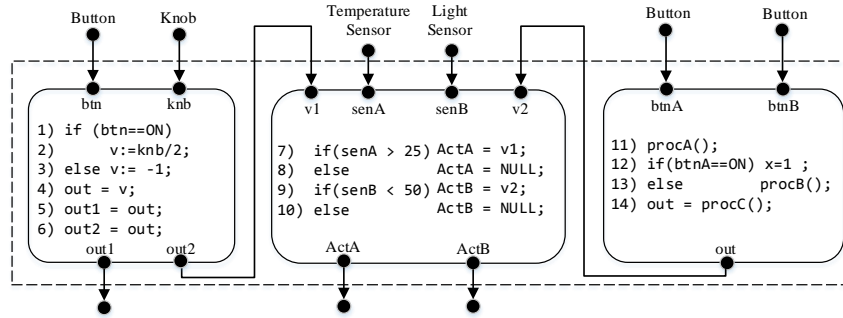 Button
Knob
Temperature
Sensor
Light
Sensor
Button
Button
btn
knb
v1
senA
senB
v2
btnA
btnB
1) if (btn==ON)
2) v:=knb/2;
3) else v:= -1;
4) out = v;
5) out1 = out;
6) out2 = out;
7) if(senA > 25) ActA = v1;
8) else ActA = NULL;
9) if(senB < 50) ActB = v2;
10) else ActB = NULL;
11) procA();
12) if(btnA==ON) x=1 ;
13) else procB();
14) out = procC();
out1
out2
ActA
ActB
out